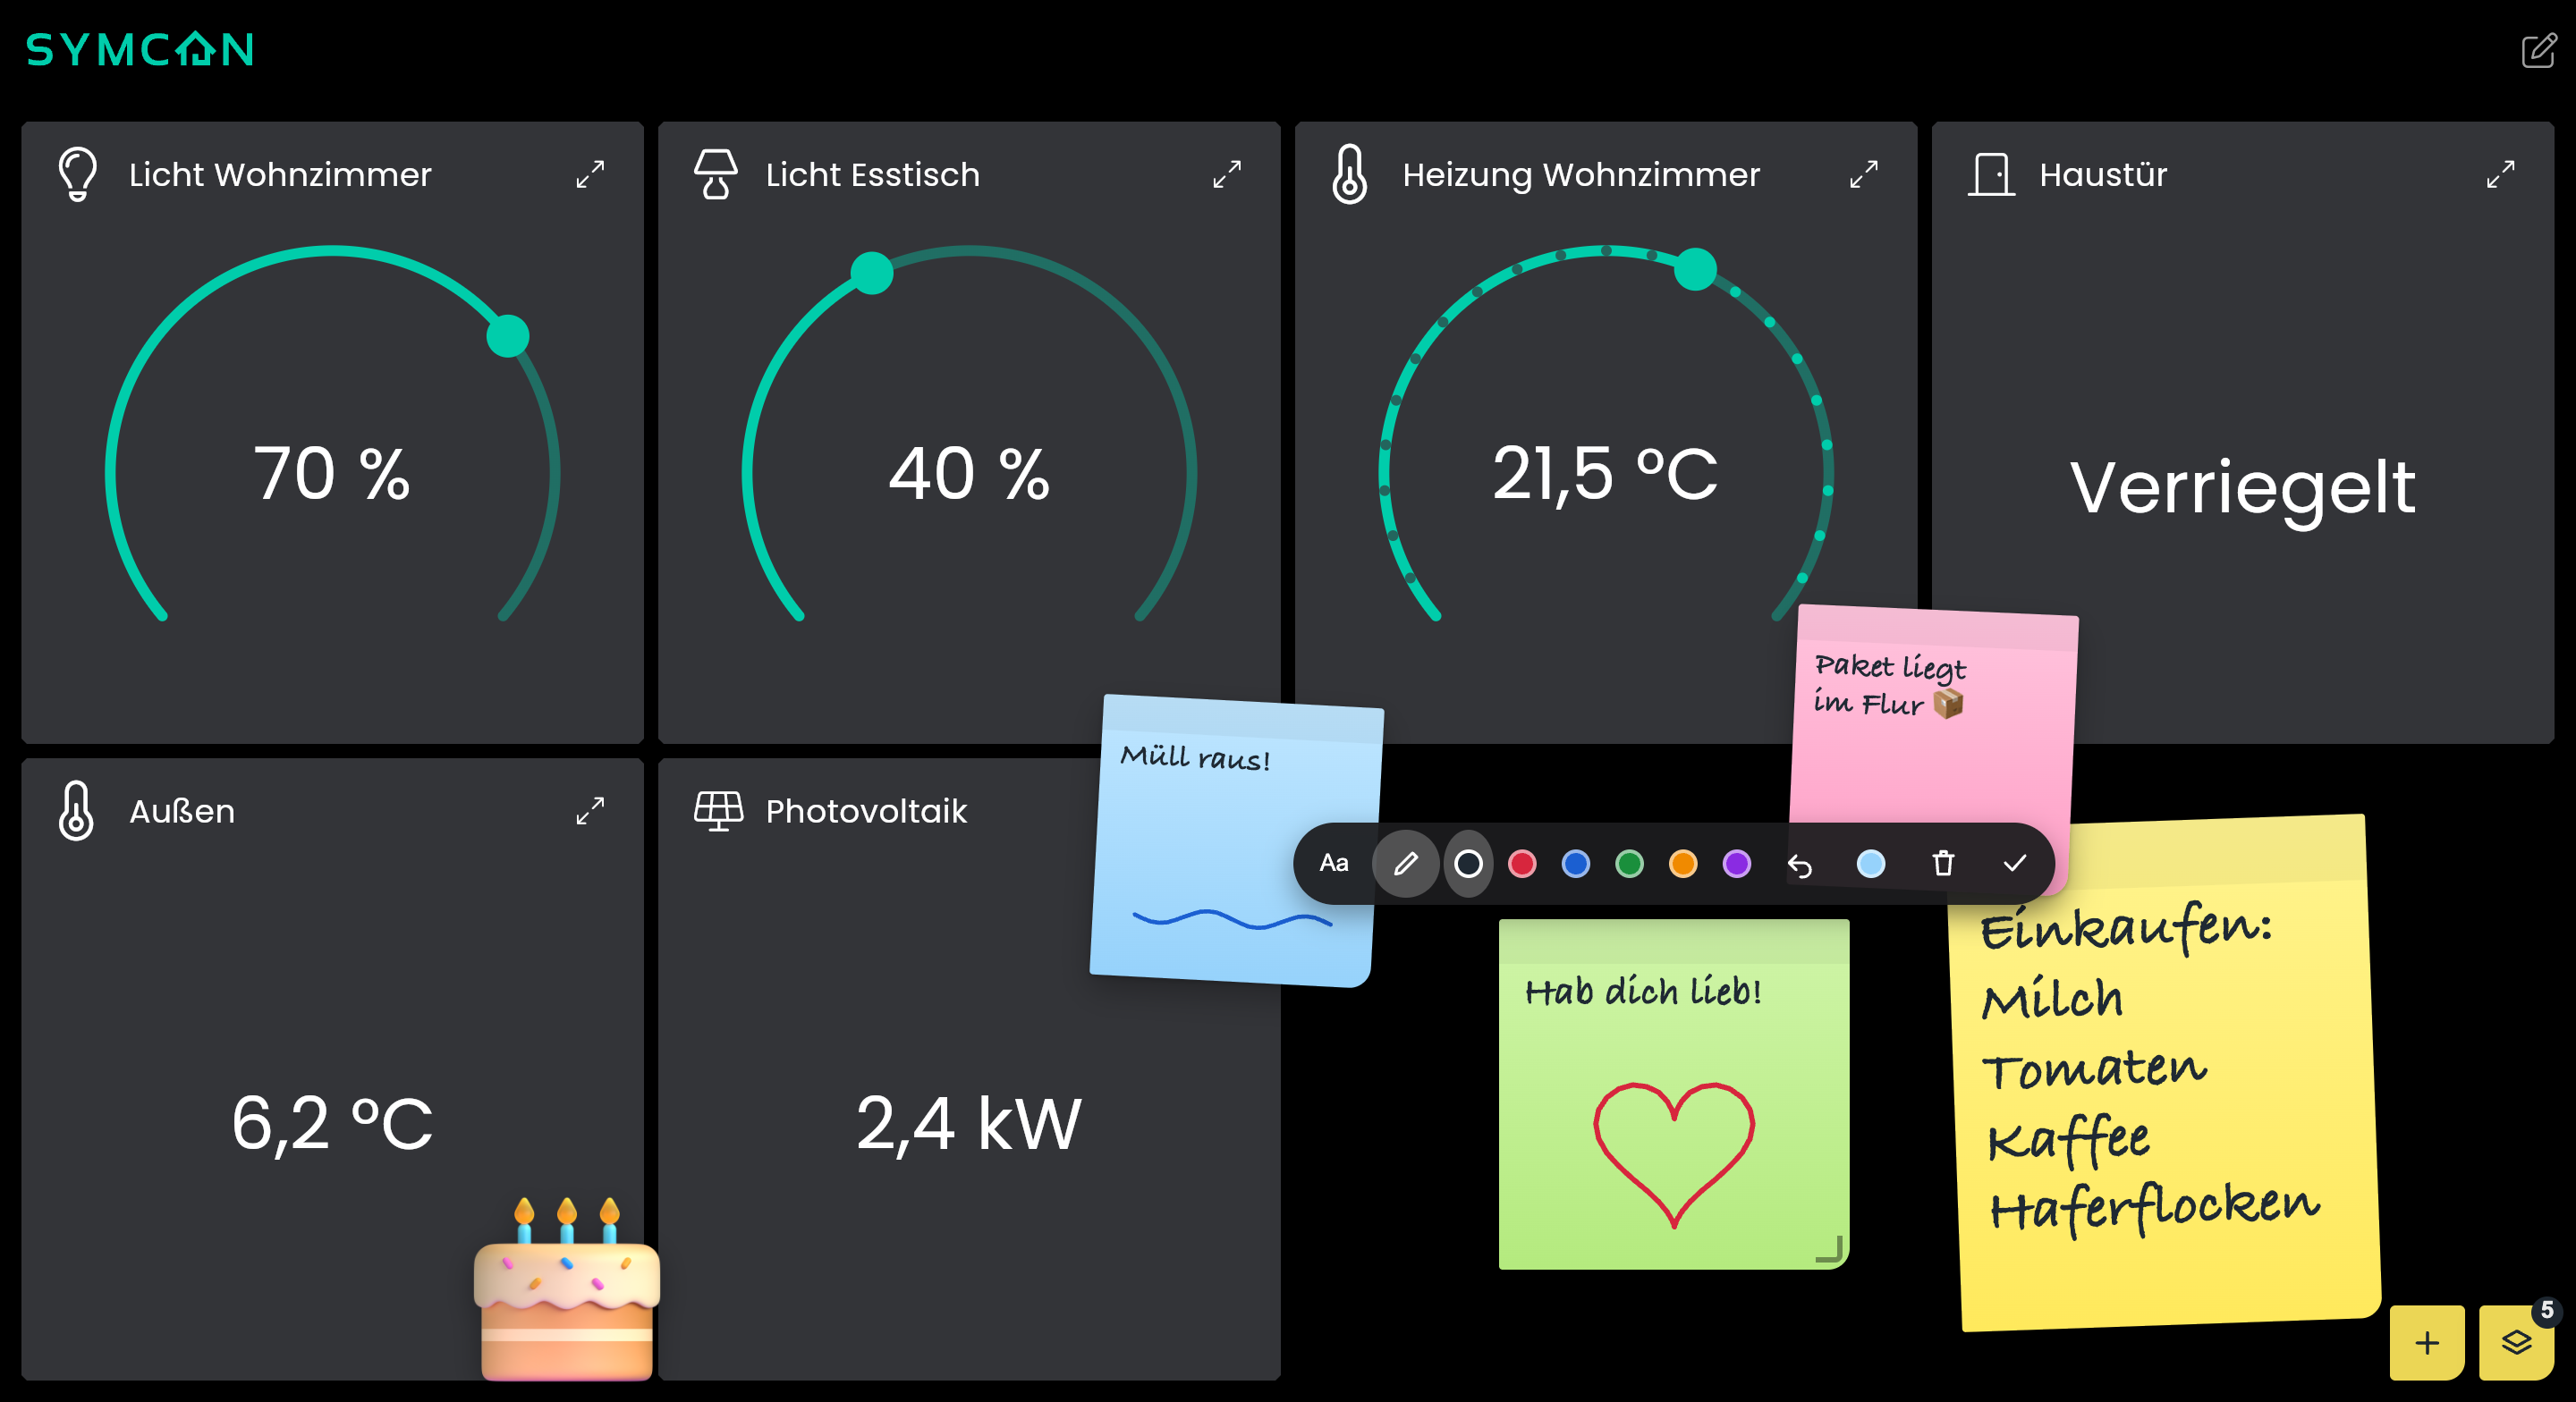 SYMCON
Licht Wohnzimmer
70 %
Licht Esstisch
40 %
Heizung Wohnzimmer
21,5 °C
Haustür
Verriegelt
Paket liegt
im Flur 📦
Müll raus!
Außen
6,2 °C
Photovoltaik
2,4 kW
Aa
Hab dich lieb!
Einkaufen:
Milch
Tomaten
Kaffee
Haferflocken
+
5